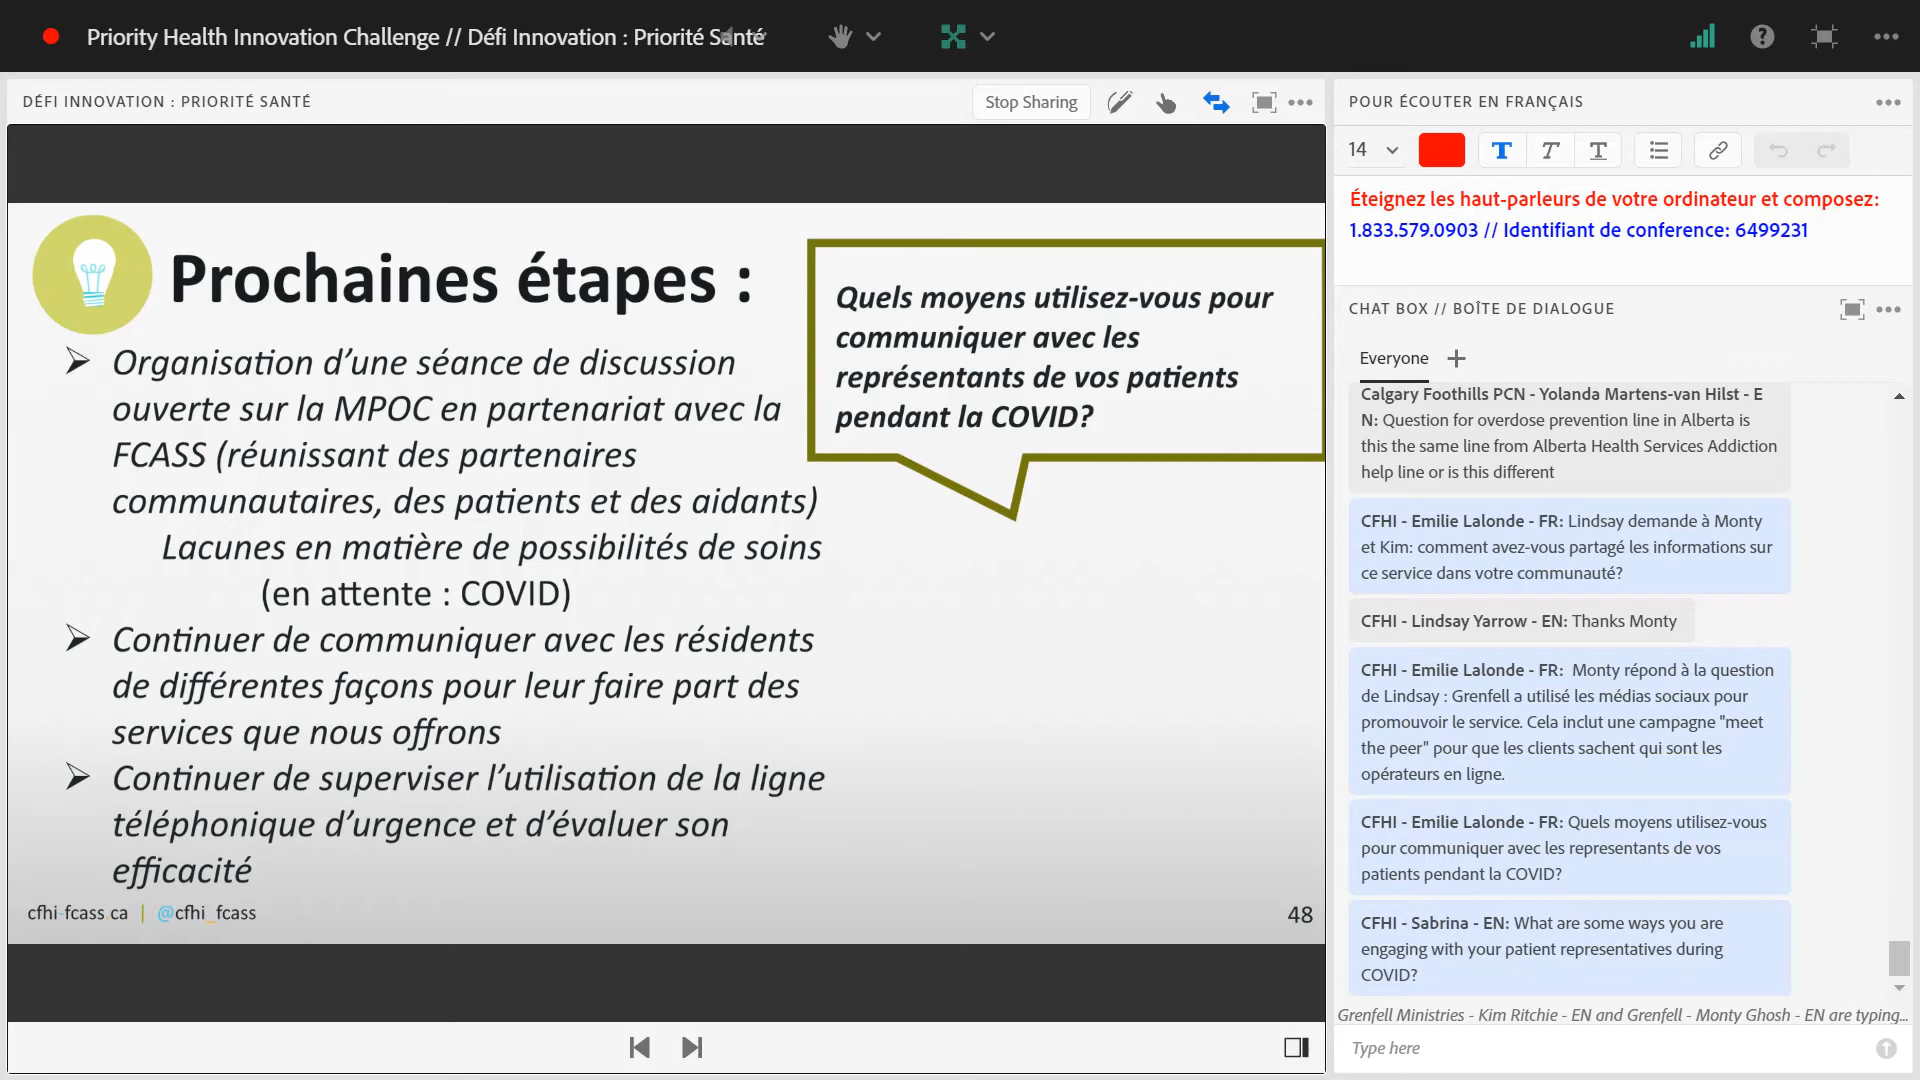 Priority Health Innovation Challenge // Défi Innovation : Priorité Santé
DÉFI INNOVATION : PRIORITÉ SANTÉ
Stop Sharing
Prochaines étapes :
Organisation d’une séance de discussion
ouverte sur la MPOC en partenariat avec la
FCASS (réunissant des partenaires
communautaires, des patients et des aidants)
Lacunes en matière de possibilités de soins
(en attente : COVID)
Continuer de communiquer avec les résidents
de différentes façons pour leur faire part des
services que nous offrons
Continuer de superviser l’utilisation de la ligne
téléphonique d’urgence et d’évaluer son
efficacité
Quels moyens utilisez-vous pour
communiquer avec les
représentants de vos patients
pendant la COVID?
cfhi-fcass.ca | @cfhi_fcass
48
POUR ÉCOUTER EN FRANÇAIS
14
Éteignez les haut-parleurs de votre ordinateur et composez:
1.833.579.0903 // Identifiant de conference: 6499231
CHAT BOX // BOÎTE DE DIALOGUE
Everyone
Calgary Foothills PCN - Yolanda Martens-van Hilst - E
N: Question for overdose prevention line in Alberta is
this the same line from Alberta Health Services Addiction
help line or is this different
CFHI - Emilie Lalonde - FR: Lindsay demande à Monty
et Kim: comment avez-vous partagé les informations sur
ce service dans votre communauté?
CFHI - Lindsay Yarrow - EN: Thanks Monty
CFHI - Emilie Lalonde - FR: Monty répond à la question
de Lindsay : Grenfell a utilisé les médias sociaux pour
promouvoir le service. Cela inclut une campagne "meet
the peer" pour que les clients sachent qui sont les
opérateurs en ligne.
CFHI - Emilie Lalonde - FR: Quels moyens utilisez-vous
pour communiquer avec les representants de vos
patients pendant la COVID?
CFHI - Sabrina - EN: What are some ways you are
engaging with your patient representatives during
COVID?
Grenfell Ministries - Kim Ritchie - EN and Grenfell - Monty Ghosh - EN are typing...
Type here